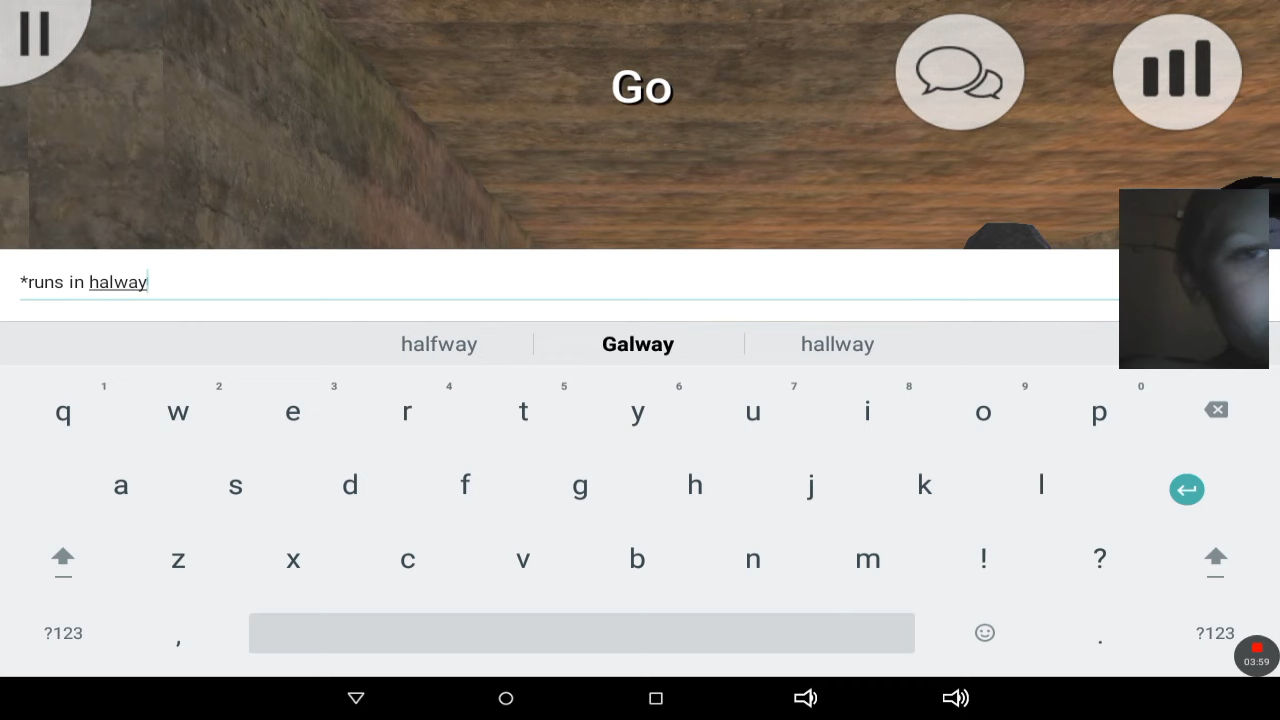 Go
*runs in halway
halfway Galway hallway
1 2 3 4 5 6 7 8 9 0
q w e r t y u i o p
a s d f g h j k l
z x c v b n m ! ?
?123 , . ?123
03:59